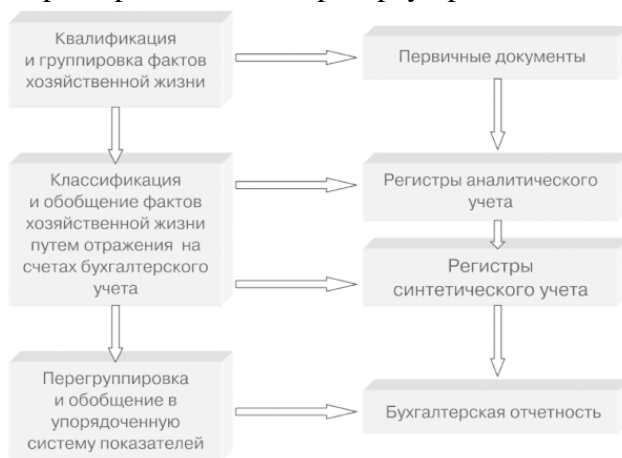 Квалификация
и группировка фактов
хозяйственной жизни
Первичные документы
Классификация
и обобщение фактов
хозяйственной жизни
путем отражения на
счетах бухгалтерского
учета
Регистры аналитического
учета
Регистры
синтетического учета
Перегруппировка
и обобщение в
упорядоченную
систему показателей
Бухгалтерская отчетность